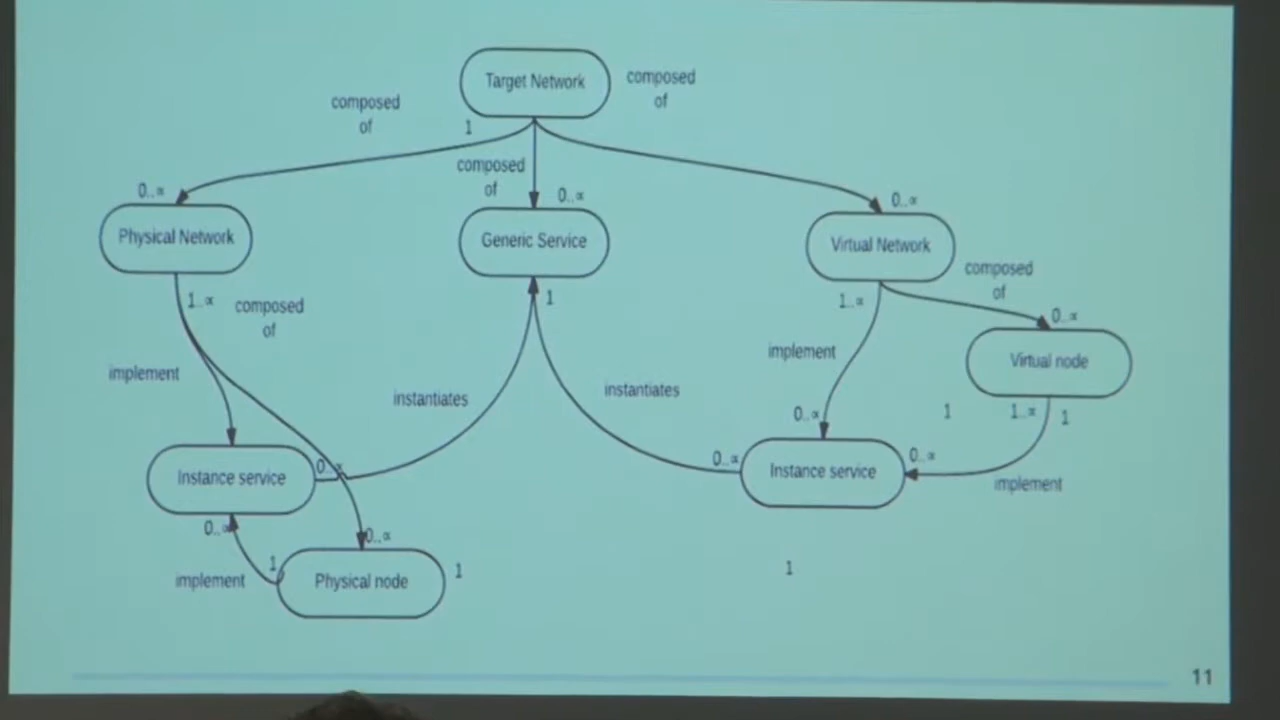 Target Network
composed
of
composed
of
1
composed
of
0..∝
0..∝
0..∝
Physical Network
Generic Service
Virtual Network
1..∝
composed
of
1
1..∝
composed
of
0..∝
implement
implement
Virtual node
instantiates
instantiates
0..∝
1
1..∝
1
0..∝
0..∝
0..∝
Instance service
Instance service
implement
0..∝
0..∝
1
implement
Physical node
1
1
11